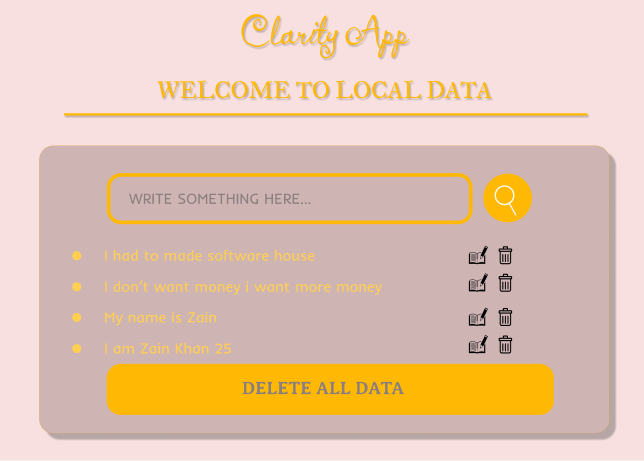 Clarity App
WELCOME TO LOCAL DATA
WRITE SOMETHING HERE...
I had to made software house
I don't want money i want more money
My name is Zain
I am Zain Khan 25
DELETE ALL DATA